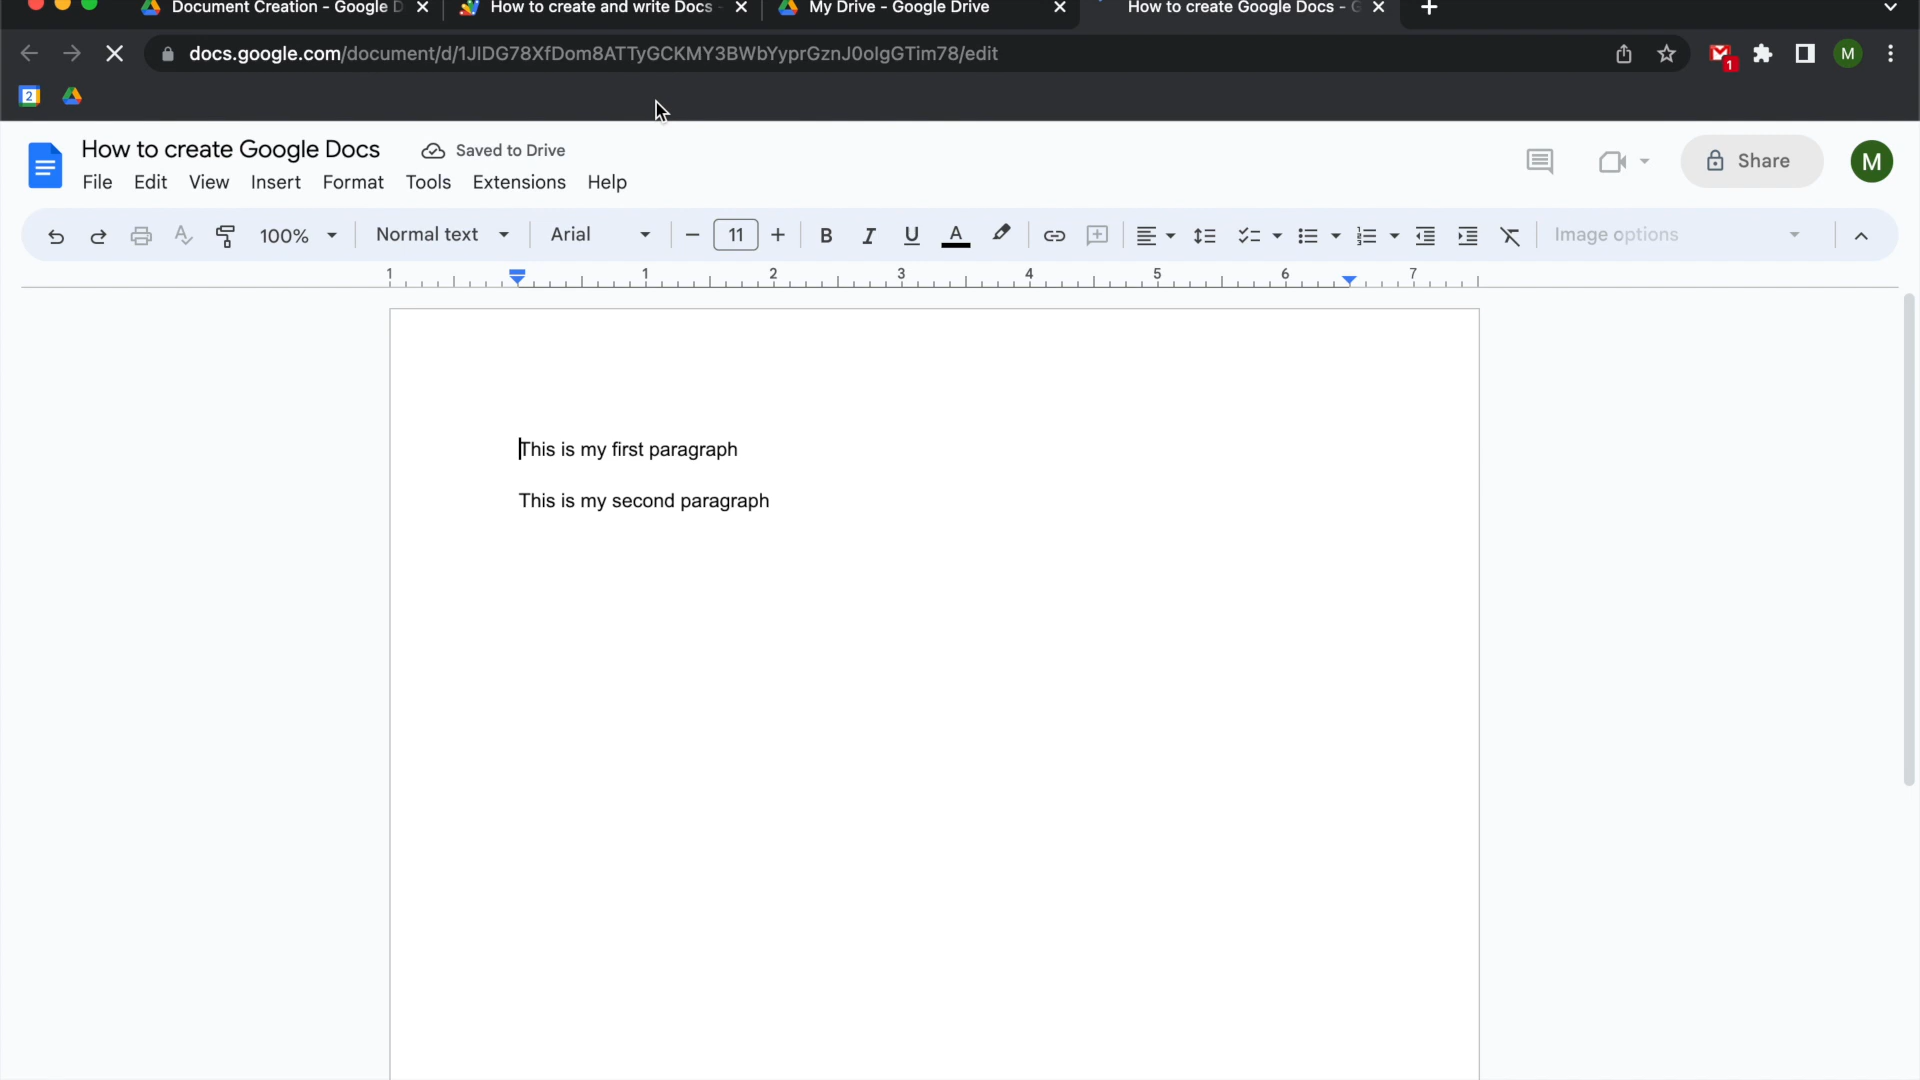 Document Creation - Google D
How to create and write Docs -
My Drive - Google Drive
How to create Google Docs - G
docs.google.com/document/d/1JIDG78XfDom8ATTyGCKMY3BWbYyprGznJ0olgGTim78/edit
1
M
2
How to create Google Docs
Saved to Drive
Share
M
File Edit View Insert Format Tools Extensions Help
100% Normal text Arial 11 B I U A Image options
1 1 2 3 4 5 6 7
This is my first paragraph
This is my second paragraph